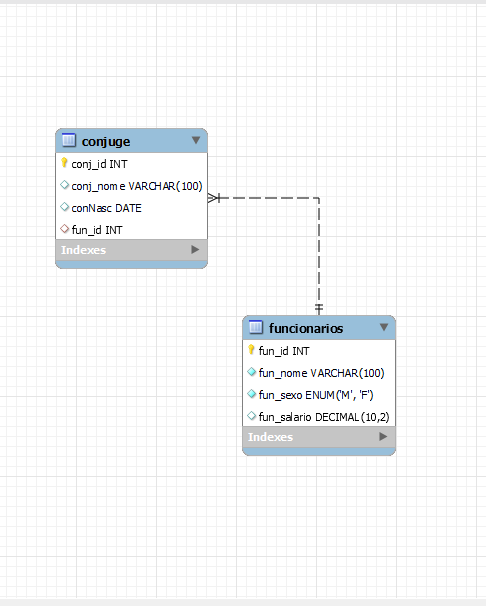 conjuge
conj_id INT
conj_nome VARCHAR(100)
conNasc DATE
fun_id INT
Indexes
funcionarios
fun_id INT
fun_nome VARCHAR(100)
fun_sexo ENUM('M', 'F')
fun_salario DECIMAL(10,2)
Indexes